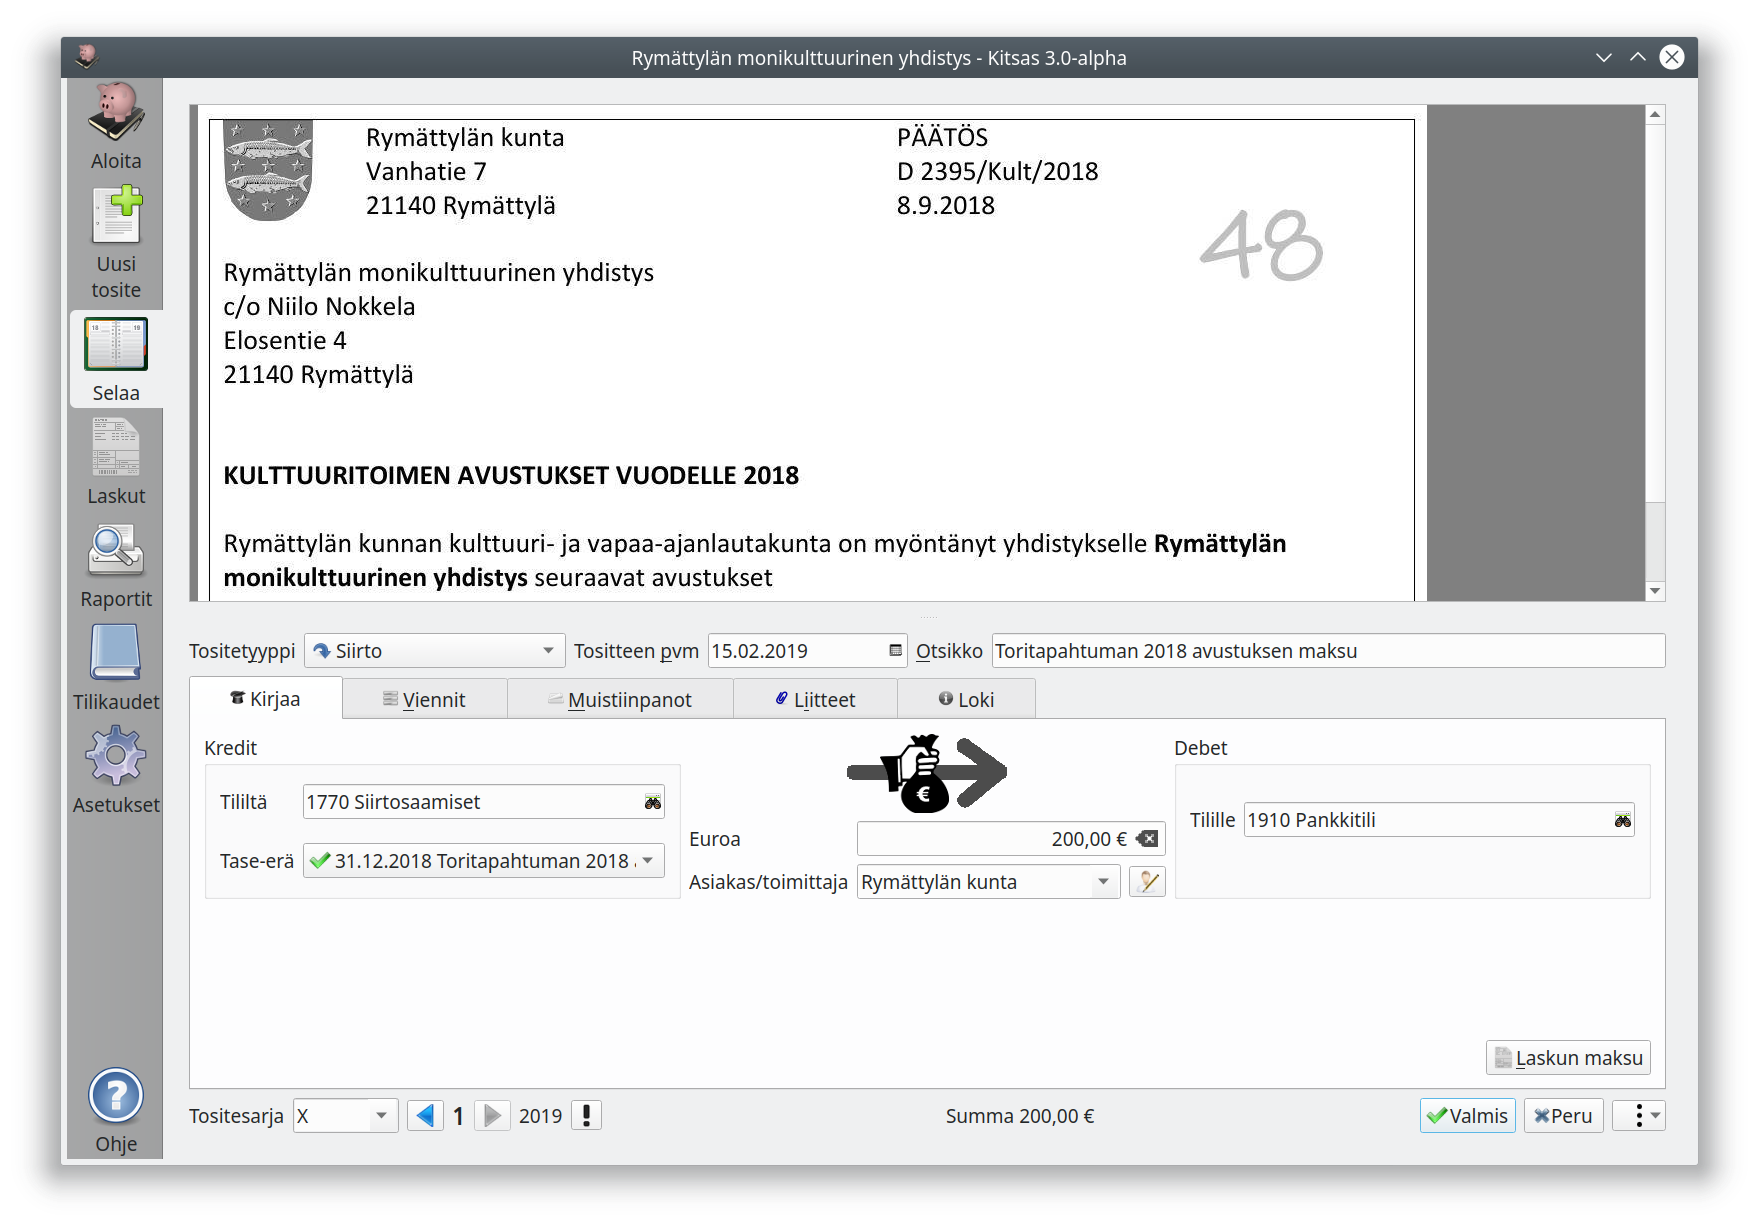 Rymättylän monikulttuurinen yhdistys - Kitsas 3.0-alpha
Aloita
Uusi
tosite
Selaa
Laskut
Raportit
Tilikaudet
Asetukset
Ohje
Rymättylän kunta
Vanhatie 7
21140 Rymättylä
PÄÄTÖS
D 2395/Kult/2018
8.9.2018
48
Rymättylän monikulttuurinen yhdistys
c/o Niilo Nokkela
Elosentie 4
21140 Rymättylä
KULTTUURITOIMEN AVUSTUKSET VUODELLE 2018
Rymättylän kunnan kulttuuri- ja vapaa-ajanlautakunta on myöntänyt yhdistykselle Rymättylän
monikulttuurinen yhdistys seuraavat avustukset
Tositetyyppi Siirto Tositteen pvm 15.02.2019 Otsikko Toritapahtuman 2018 avustuksen maksu
Kirjaa Viennit Muistiinpanot Liitteet Loki
Kredit
Tililtä 1770 Siirtosaamiset
Tase-erä 31.12.2018 Toritapahtuman 2018
€
Euroa 200,00 €
Asiakas/toimittaja Rymättylän kunta
Debet
Tilille 1910 Pankkitili
Laskun maksu
Tositesarja X 1 2019 Summa 200,00 € Valmis Peru